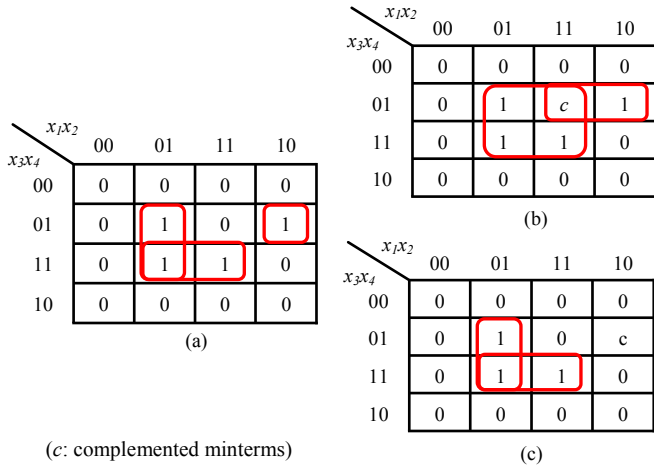 x1x2
00 01 11 10
x3x4
00 0 0 0 0
01 0 1 0 1
11 0 1 1 0
10 0 0 0 0
(a)
(c: complemented minterms)
x1x2
00 01 11 10
x3x4
00 0 0 0 0
01 0 1 c 1
11 0 1 1 0
10 0 0 0 0
(b)
x1x2
00 01 11 10
x3x4
00 0 0 0 0
01 0 1 0 c
11 0 1 1 0
10 0 0 0 0
(c)